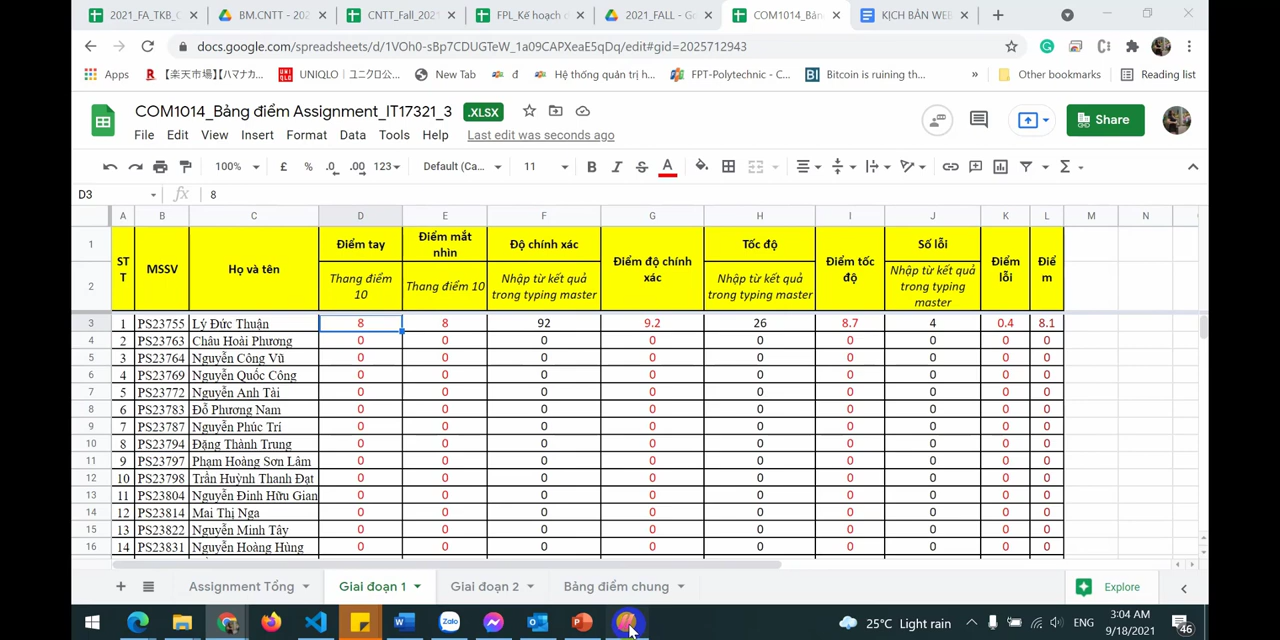 2021_FA_TKB_C
BM.CNTT - 202
CNTT_Fall_202
FPL_Kế hoạch c
2021_FALL - Go
COM1014_Bản
KỊCH BẢN WEB
docs.google.com/spreadsheets/d/1VOh0-sBp7CDUGTeW_1a09CAPXeaE5qDq/edit#gid=2025712943
Apps
【楽天市場】【ハマナカ...
UNIQLO | ユニクロ公...
New Tab
đ
Hệ thống quản trị h...
FPT-Polytechnic - C...
Bitcoin is ruining th...
»
Other bookmarks
Reading list
COM1014_Bảng điểm Assignment_IT17321_3 .XLSX
File Edit View Insert Format Data Tools Help Last edit was seconds ago
Share
100% £ % .0 .00 123 Default (Ca... 11 B I S A Σ
D3 fx 8
A B C D E F G H I J K L M N
1 2
STT MSSV Họ và tên
Điểm tay
Thang điểm 10
Điểm mắt nhìn
Thang điểm 10
Độ chính xác
Nhập từ kết quả trong typing master
Điểm độ chính xác
Tốc độ
Nhập từ kết quả trong typing master
Điểm tốc độ
Số lỗi
Nhập từ kết quả trong typing master
Điểm lỗi
Điểm
3 1 PS23755 Lý Đức Thuận 8 8 92 9.2 26 8.7 4 0.4 8.1
4 2 PS23763 Châu Hoài Phương 0 0 0 0 0 0 0 0 0
5 3 PS23764 Nguyễn Công Vũ 0 0 0 0 0 0 0 0 0
6 4 PS23769 Nguyễn Quốc Công 0 0 0 0 0 0 0 0 0
7 5 PS23772 Nguyễn Anh Tài 0 0 0 0 0 0 0 0 0
8 6 PS23783 Đỗ Phương Nam 0 0 0 0 0 0 0 0 0
9 7 PS23787 Nguyễn Phúc Trí 0 0 0 0 0 0 0 0 0
10 8 PS23794 Đặng Thành Trung 0 0 0 0 0 0 0 0 0
11 9 PS23797 Phạm Hoàng Sơn Lâm 0 0 0 0 0 0 0 0 0
12 10 PS23798 Trần Huỳnh Thanh Đạt 0 0 0 0 0 0 0 0 0
13 11 PS23804 Nguyễn Đinh Hữu Gian 0 0 0 0 0 0 0 0 0
14 12 PS23814 Mai Thị Nga 0 0 0 0 0 0 0 0 0
15 13 PS23822 Nguyễn Minh Tây 0 0 0 0 0 0 0 0 0
16 14 PS23831 Nguyễn Hoàng Hùng 0 0 0 0 0 0 0 0 0
Assignment Tổng Giai đoạn 1 Giai đoạn 2 Bảng điểm chung Explore
Zalo
25°C Light rain ENG
3:04 AM
9/18/2021
46